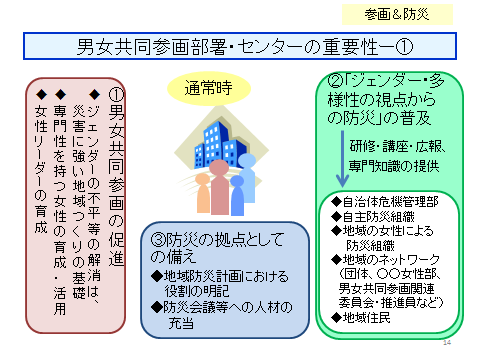 参画&防災
男女共同参画部署・センターの重要性ー①
通常時
①男女共同参画の促進
◆ジェンダーの不平等の解消は、
災害に強い地域つくりの基礎
◆専門性を持つ女性の育成・活用
◆女性リーダーの育成
③防災の拠点として
の備え
◆地域防災計画における
役割の明記
◆防災会議等への人材の
充当
②「ジェンダー・多
様性の視点から
の防災」の普及
研修・講座・広報、
専門知識の提供
◆自治体危機管理部
◆自主防災組織
◆地域の女性による
防災組織
◆地域のネットワーク
(団体、〇〇女性部、
男女共同参画関連
委員会・推進員など)
◆地域住民
14